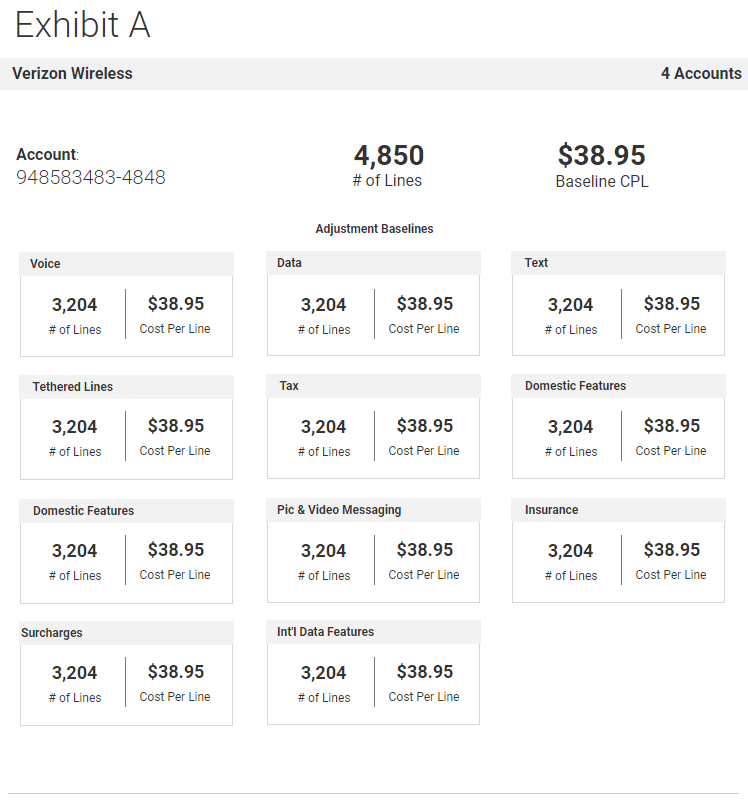 Exhibit A
Verizon Wireless 4 Accounts
Account: 4,850 $38.95
948583483-4848 # of Lines Baseline CPL
Adjustment Baselines
Voice Data Text
3,204 $38.95 3,204 $38.95 3,204 $38.95
# of Lines Cost Per Line # of Lines Cost Per Line # of Lines Cost Per Line
Tethered Lines Tax Domestic Features
3,204 $38.95 3,204 $38.95 3,204 $38.95
# of Lines Cost Per Line # of Lines Cost Per Line # of Lines Cost Per Line
Domestic Features Pic & Video Messaging Insurance
3,204 $38.95 3,204 $38.95 3,204 $38.95
# of Lines Cost Per Line # of Lines Cost Per Line # of Lines Cost Per Line
Surcharges Int'l Data Features
3,204 $38.95 3,204 $38.95
# of Lines Cost Per Line # of Lines Cost Per Line